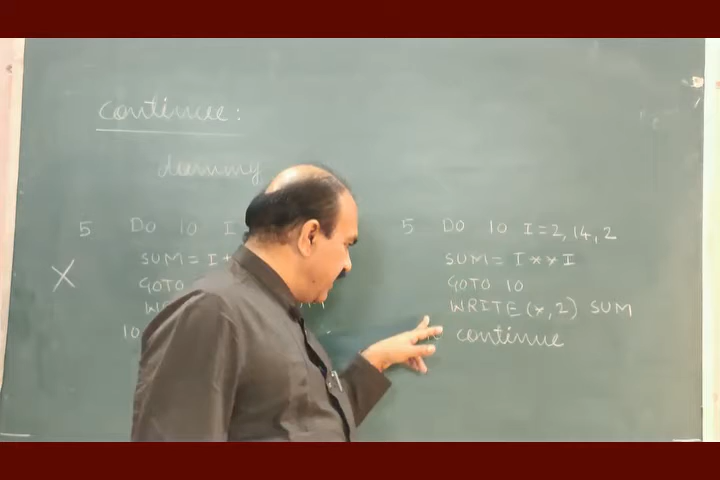 continue:
dummy
5 DO 10 I
SUM = I
GOTO
10
5 DO 10 I=2,14,2
SUM = I**I
GOTO 10
WRITE(*,2) SUM
continue